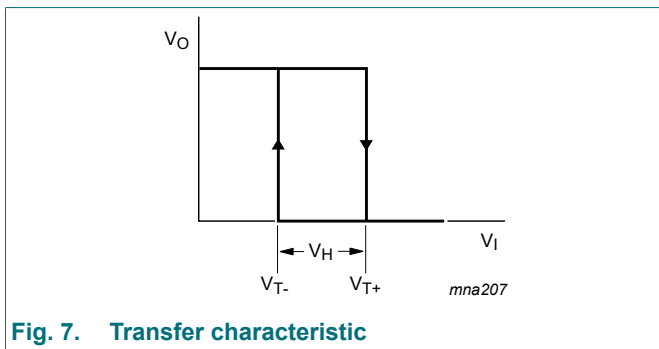 VO
VH
VI
VT-
VT+
mna207
Fig. 7. Transfer characteristic